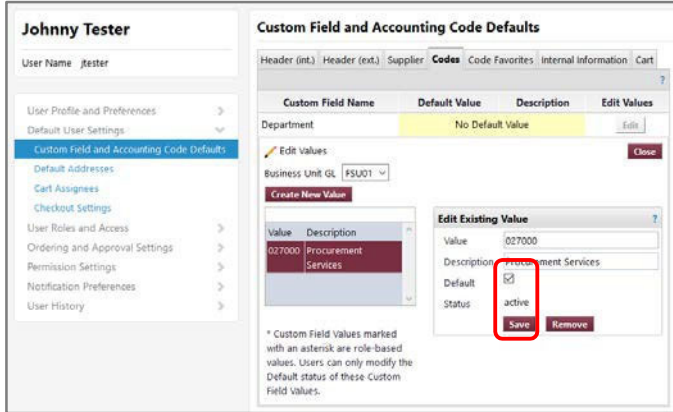 Johnny Tester
User Name jtester
User Profile and Preferences
Default User Settings
Custom Field and Accounting Code Defaults
Default Addresses
Cart Assignees
Checkout Settings
User Roles and Access
Ordering and Approval Settings
Permission Settings
Notification Preferences
User History
Custom Field and Accounting Code Defaults
Header (int.) Header (ext.) Supplier Codes Code Favorites Internal Information Cart
?
Custom Field Name Default Value Description Edit Values
Department No Default Value Edit
Edit Values Close
Business Unit GL FSU01
Create New Value
Value Description
027000 Procurement
Services
* Custom Field Values marked
with an asterisk are role-based
values. Users can only modify the
Default status of these Custom
Field Values.
Edit Existing Value ?
Value 027000
Description Procurement Services
Default
Status active
Save Remove